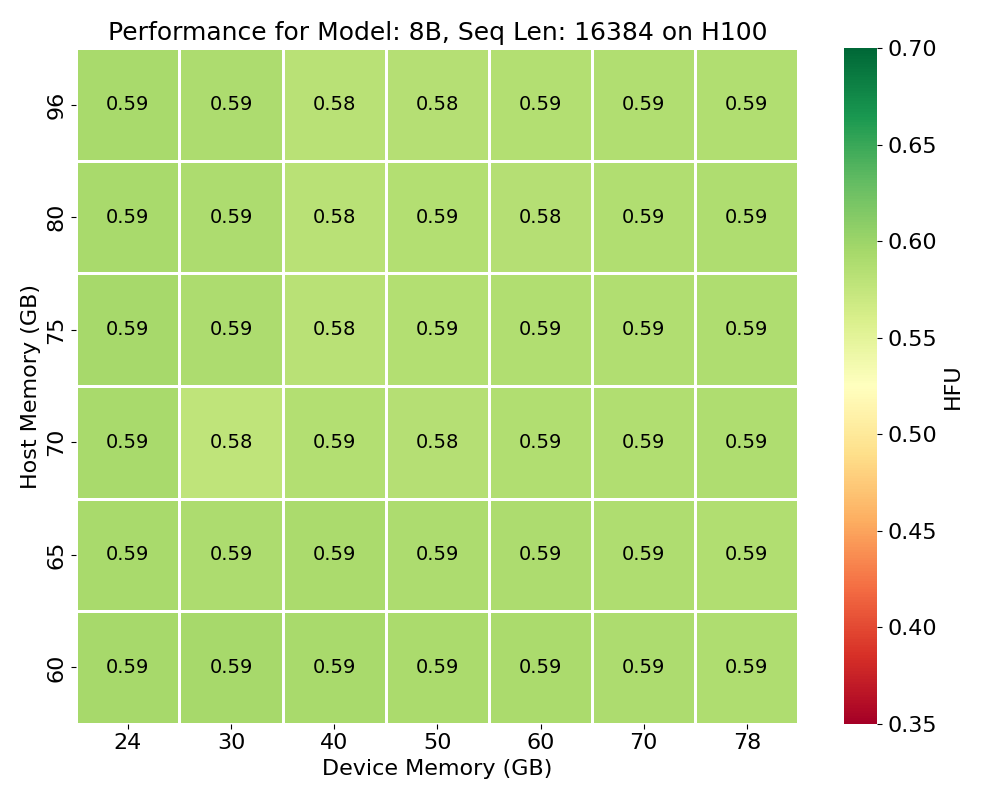 Performance for Model: 8B, Seq Len: 16384 on H100
0.70
96 0.59 0.59 0.58 0.58 0.59 0.59 0.59
0.65
80 0.59 0.59 0.58 0.59 0.58 0.59 0.59
0.60
75 0.59 0.59 0.58 0.59 0.59 0.59 0.59
0.55
Host Memory (GB)
HFU
0.50
70 0.59 0.58 0.59 0.58 0.59 0.59 0.59
0.45
65 0.59 0.59 0.59 0.59 0.59 0.59 0.59
0.40
60 0.59 0.59 0.59 0.59 0.59 0.59 0.59
0.35
24 30 40 50 60 70 78
Device Memory (GB)